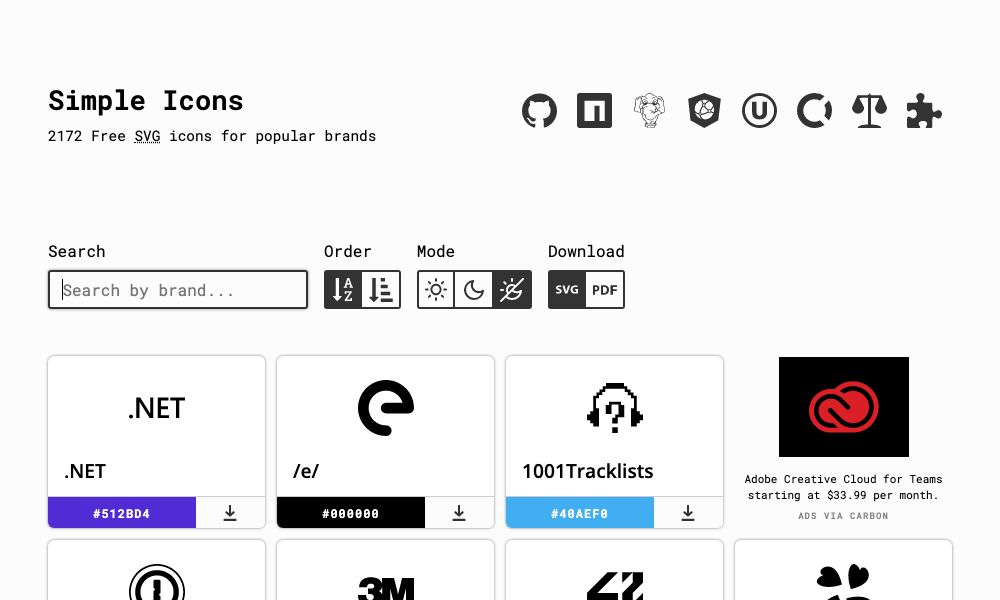 Simple Icons
2172 Free SVG icons for popular brands
Search
Order
Mode
Download
Search by brand...
A
Z
SVG
PDF
.NET
.NET
#512BD4
/e/
#000000
?
1001Tracklists
#40AEF0
Adobe Creative Cloud for Teams
starting at $33.99 per month.
ADS VIA CARBON
3M
42